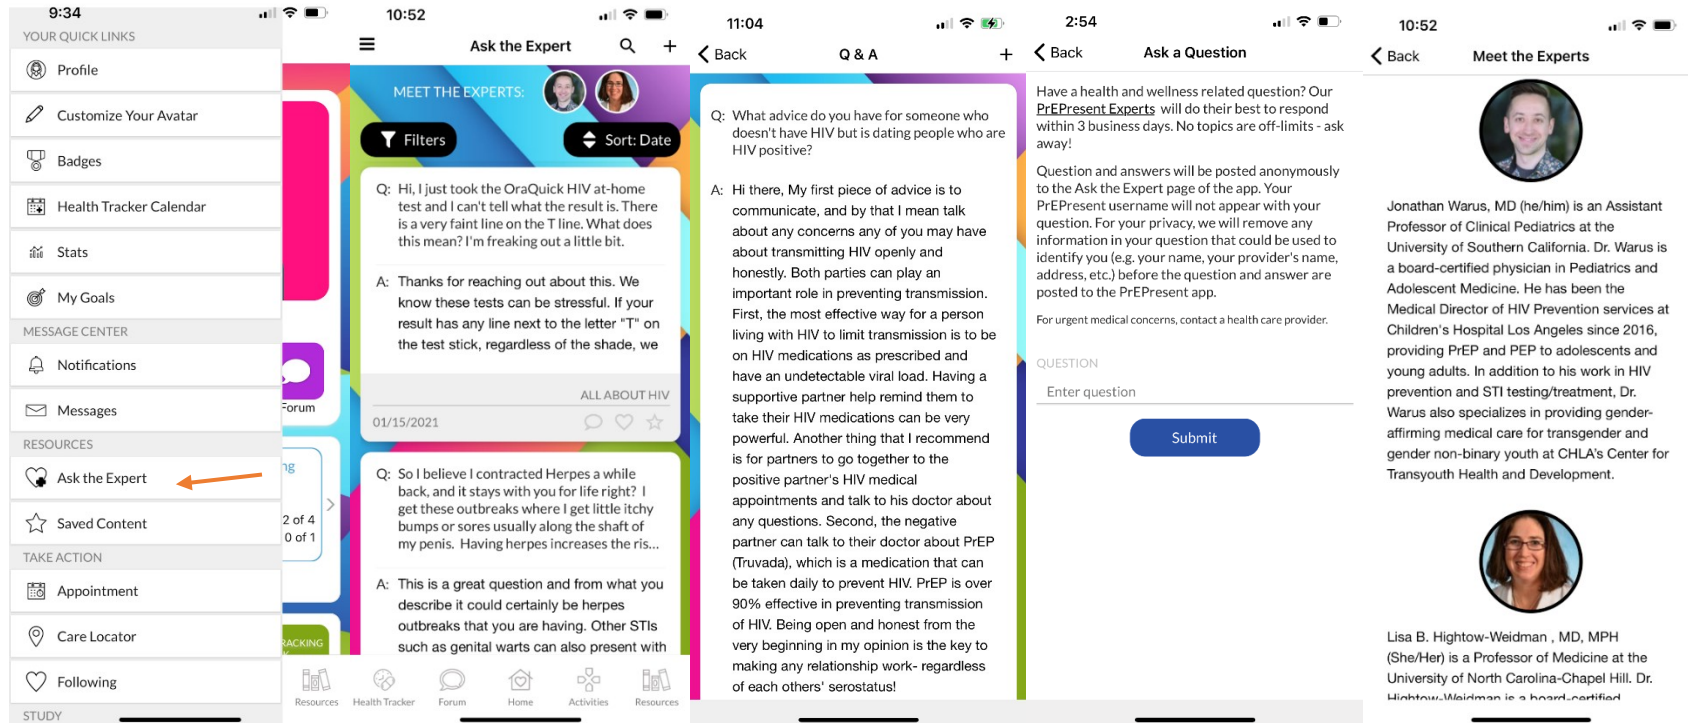 9:34
YOUR QUICK LINKS
Profile
Customize Your Avatar
Badges
Health Tracker Calendar
Stats
My Goals
MESSAGE CENTER
Notifications
Messages
RESOURCES
Ask the Expert
Saved Content
TAKE ACTION
Appointment
Care Locator
Following
STUDY
Forum
ng
2 of 4
0 of 1
RACKING
Resources
10:52
Ask the Expert
MEET THE EXPERTS:
Filters
Sort: Date
Q: Hi, I just took the OraQuick HIV at-home
test and I can't tell what the result is. There
is a very faint line on the T line. What does
this mean? I'm freaking out a little bit.
A: Thanks for reaching out about this. We
know these tests can be stressful. If your
result has any line next to the letter "T" on
the test stick, regardless of the shade, we
ALL ABOUT HIV
01/15/2021
Q: So I believe I contracted Herpes a while
back, and it stays with you for life right? I
get these outbreaks where I get little itchy
bumps or sores usually along the shaft of
my penis. Having herpes increases the ris...
A: This is a great question and from what you
describe it could certainly be herpes
outbreaks that you are having. Other STIs
such as genital warts can also present with
Health Tracker
Forum
Home
Activities
Resources
11:04
Back
Q & A
Q: What advice do you have for someone who
doesn't have HIV but is dating people who are
HIV positive?
A: Hi there, My first piece of advice is to
communicate, and by that I mean talk
about any concerns any of you may have
about transmitting HIV openly and
honestly. Both parties can play an
important role in preventing transmission.
First, the most effective way for a person
living with HIV to limit transmission is to be
on HIV medications as prescribed and
have an undetectable viral load. Having a
supportive partner help remind them to
take their HIV medications can be very
powerful. Another thing that I recommend
is for partners to go together to the
positive partner's HIV medical
appointments and talk to his doctor about
any questions. Second, the negative
partner can talk to their doctor about PrEP
(Truvada), which is a medication that can
be taken daily to prevent HIV. PrEP is over
90% effective in preventing transmission
of HIV. Being open and honest from the
very beginning in my opinion is the key to
making any relationship work- regardless
of each others' serostatus!
2:54
Back
Ask a Question
Have a health and wellness related question? Our
PrEPresent Experts will do their best to respond
within 3 business days. No topics are off-limits - ask
away!
Question and answers will be posted anonymously
to the Ask the Expert page of the app. Your
PrEPresent username will not appear with your
question. For your privacy, we will remove any
information in your question that could be used to
identify you (e.g. your name, your provider's name,
address, etc.) before the question and answer are
posted to the PrEPresent app.
For urgent medical concerns, contact a health care provider.
QUESTION
Enter question
Submit
10:52
Back
Meet the Experts
Jonathan Warus, MD (he/him) is an Assistant
Professor of Clinical Pediatrics at the
University of Southern California. Dr. Warus is
a board-certified physician in Pediatrics and
Adolescent Medicine. He has been the
Medical Director of HIV Prevention services at
Children's Hospital Los Angeles since 2016,
providing PrEP and PEP to adolescents and
young adults. In addition to his work in HIV
prevention and STI testing/treatment, Dr.
Warus also specializes in providing gender-
affirming medical care for transgender and
gender non-binary youth at CHLA's Center for
Transyouth Health and Development.
Lisa B. Hightow-Weidman , MD, MPH
(She/Her) is a Professor of Medicine at the
University of North Carolina-Chapel Hill. Dr.
Hightow-Weidman is a board-certified